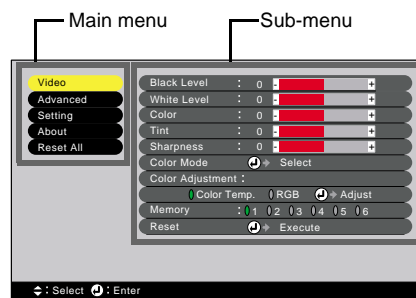 Main menu
Sub-menu
Video
Advanced
Setting
About
Reset All
Black Level : 0 - +
White Level : 0 - +
Color : 0 - +
Tint : 0 - +
Sharpness : 0 - +
Color Mode Select
Color Adjustment :
Color Temp. RGB Adjust
Memory : 1 2 3 4 5 6
Reset Execute
: Select : Enter